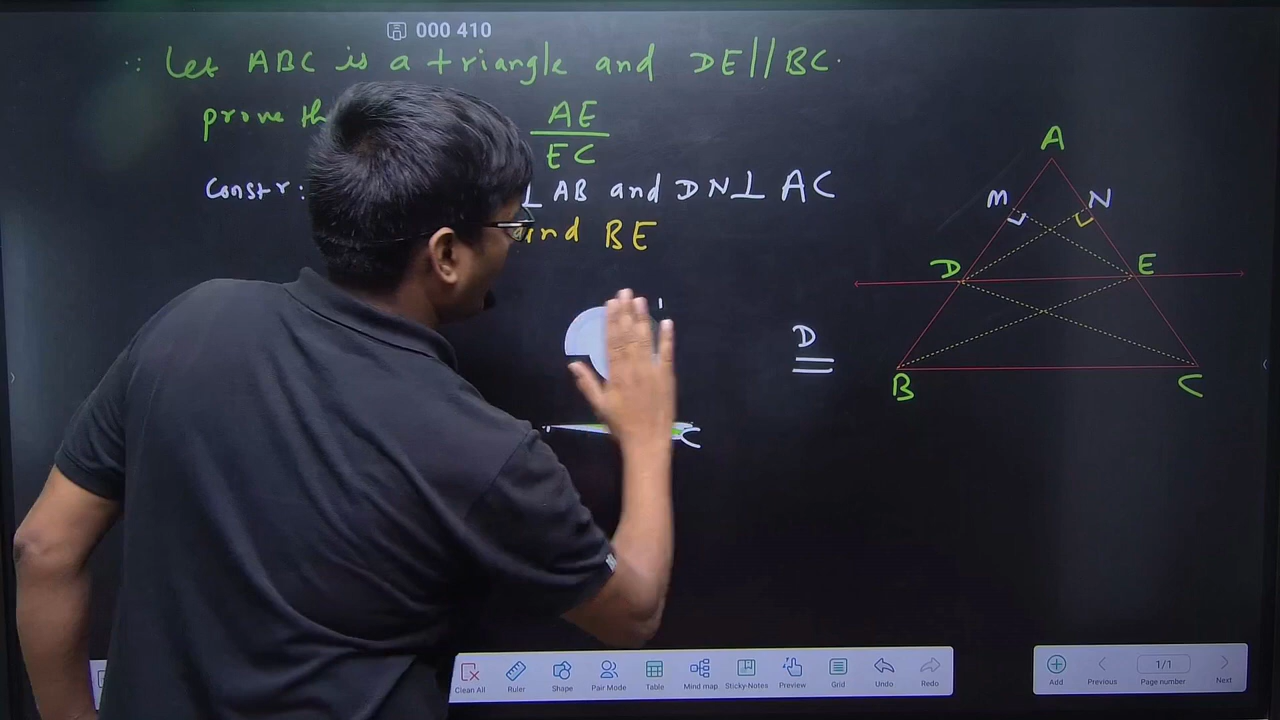 000 410
∵ Let ABC is a triangle and DE//BC.
prove th
AE
EC
Constr: ⊥ AB and DN⊥ AC
and BE
A
M
N
D
E
B
C
D
C
Clean All
Ruler
Shape
Pair Mode
Table
Mind map
Sticky-Notes
Preview
Grid
Undo
Redo
Add
Previous
1/1
Page number
Next